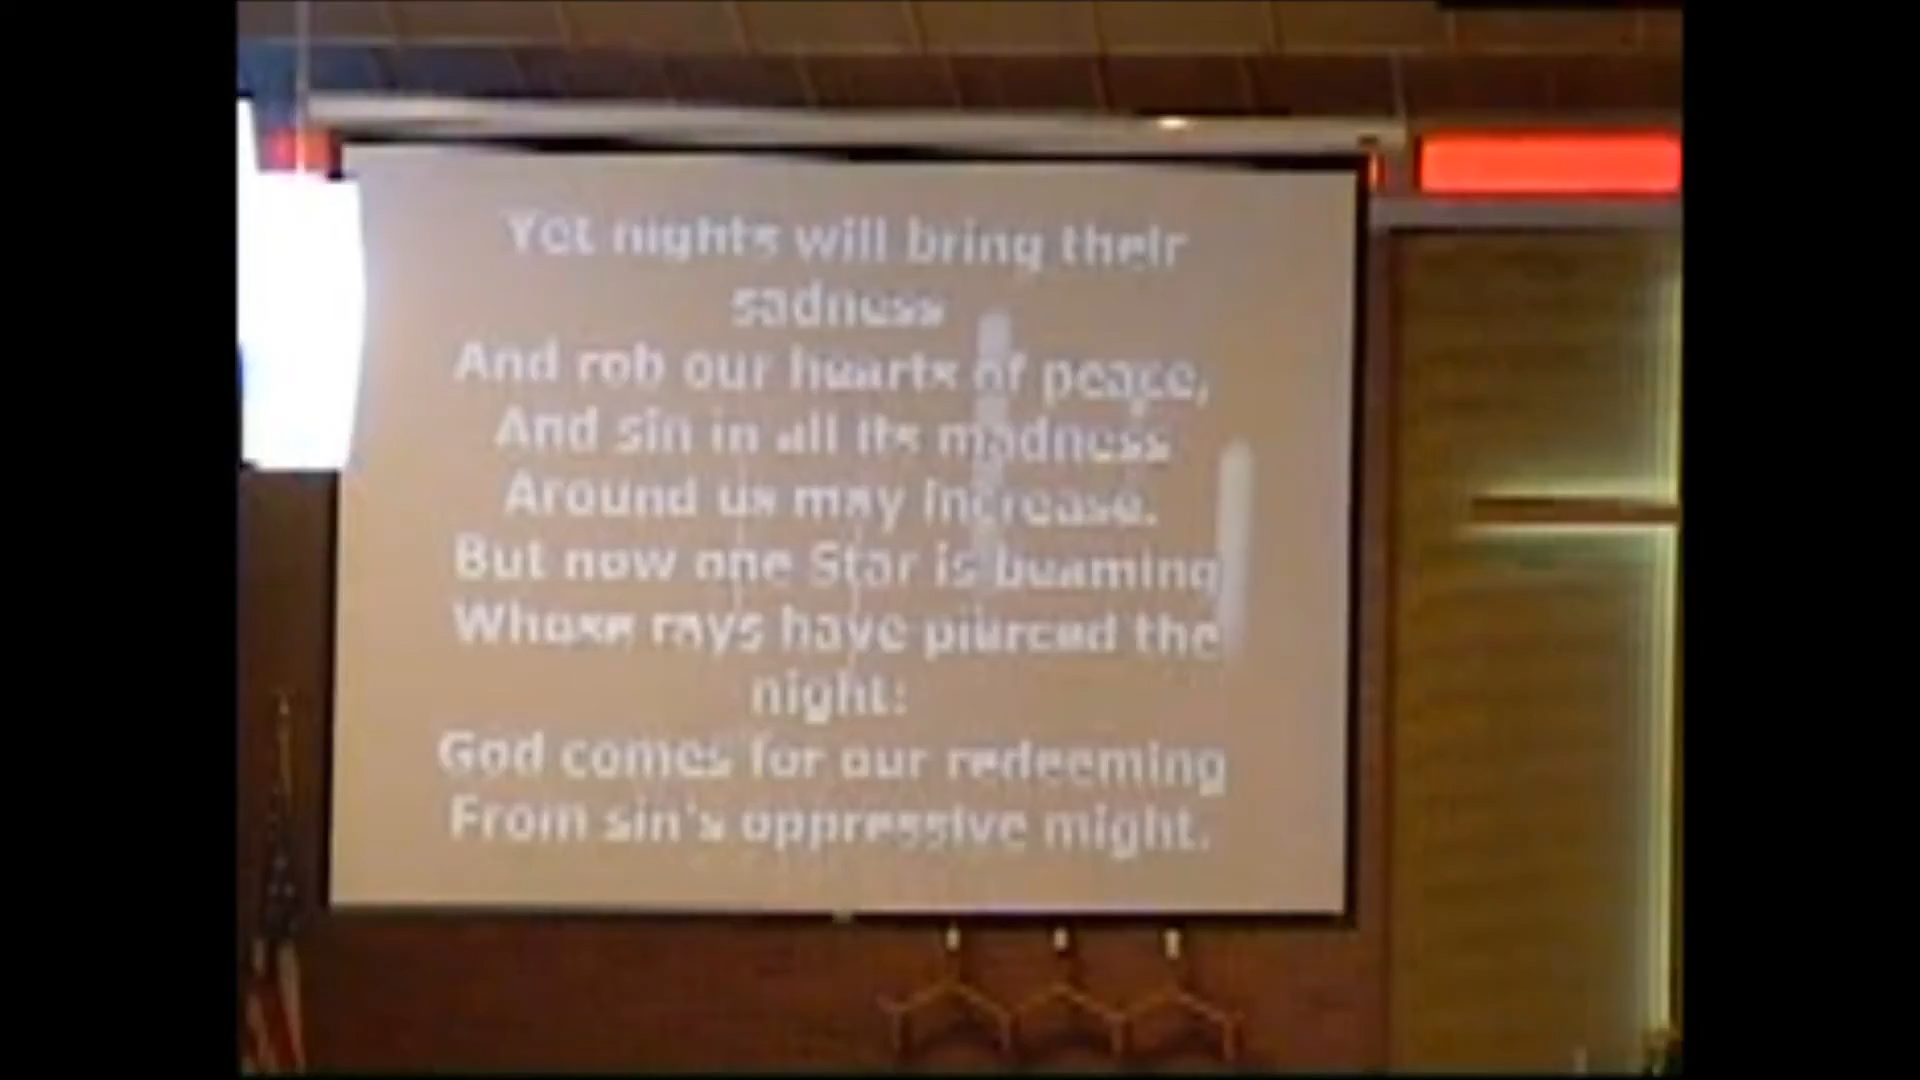 Yet nights will bring their
sadness
And rob our hearts of peace,
And sin in all its madness
Around us may increase.
But now one Star is beaming
Whose rays have pierced the
night:
God comes for our redeeming
From sin's oppressive might.